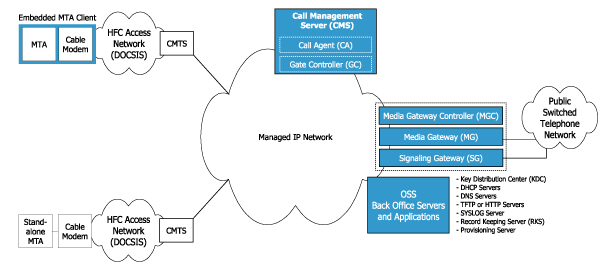 Embedded MTA Client
MTA
Cable
Modem
HFC Access
Network
(DOCSIS)
CMTS
Call Management
Server (CMS)
Call Agent (CA)
Gate Controller (GC)
Managed IP Network
Media Gateway Controller (MGC)
Media Gateway (MG)
Signaling Gateway (SG)
Public
Switched
Telephone
Network
OSS
Back Office Servers
and Applications
- Key Distribution Center (KDC)
- DHCP Servers
- DNS Servers
- TFTP or HTTP Servers
- SYSLOG Server
- Record Keeping Server (RKS)
- Provisioning Server
Stand-
alone
MTA
Cable
Modem
HFC Access
Network
(DOCSIS)
CMTS